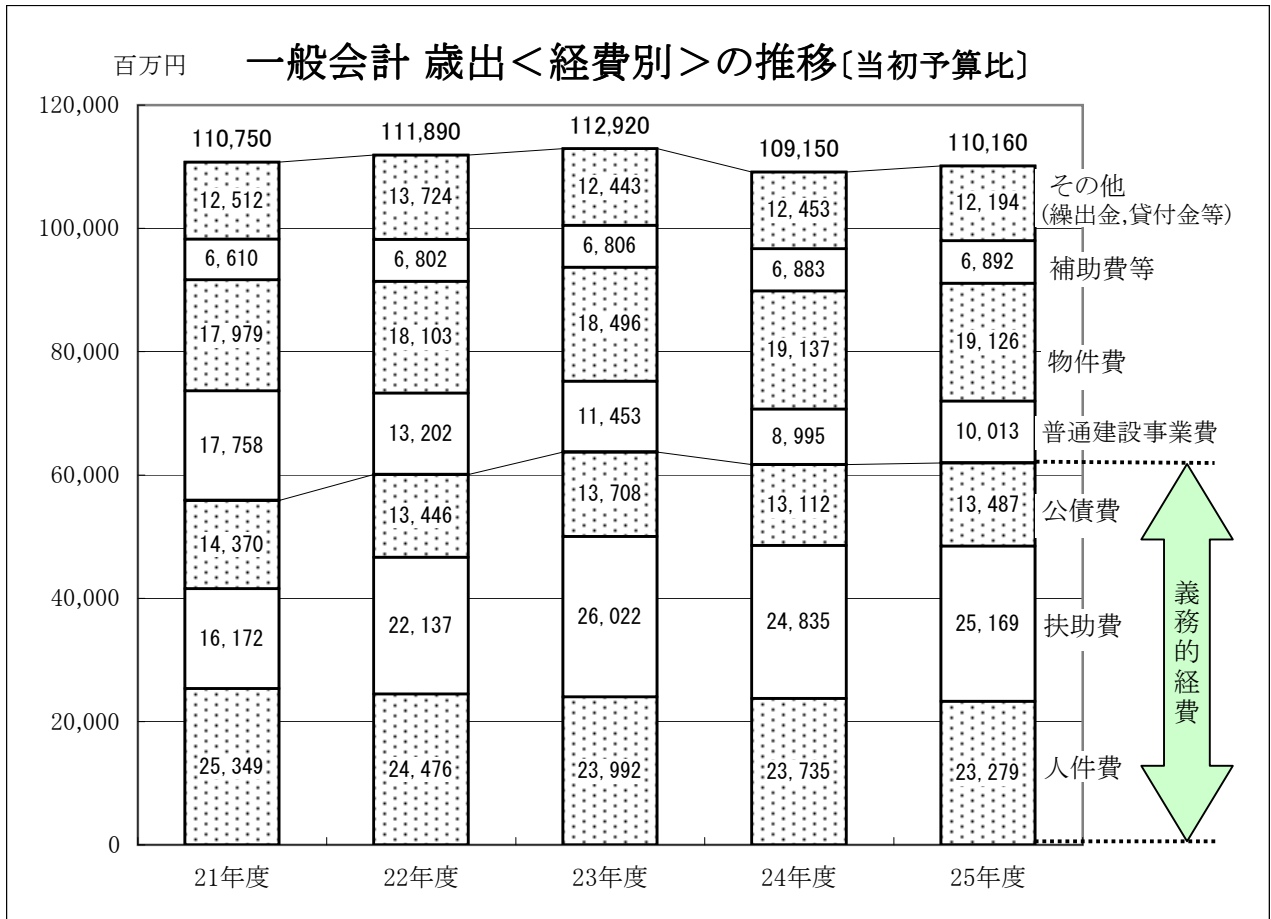 一般会計 歳出＜経費別＞の推移〔当初予算比〕
百万円
120,000
100,000
80,000
60,000
40,000
20,000
0
110,750
111,890
112,920
109,150
110,160
12,512
13,724
12,443
12,453
12,194
その他
(繰出金,貸付金等)
6,610
6,802
6,806
6,883
6,892
補助費等
17,979
18,103
18,496
19,137
19,126
物件費
17,758
13,202
11,453
8,995
10,013
普通建設事業費
14,370
13,446
13,708
13,112
13,487
公債費
16,172
22,137
26,022
24,835
25,169
扶助費
25,349
24,476
23,992
23,735
23,279
人件費
義務的経費
21年度
22年度
23年度
24年度
25年度